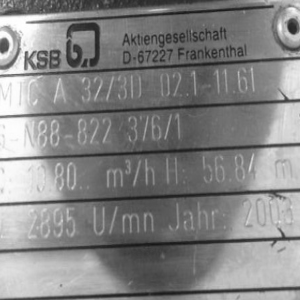 KSB Aktiengesellschaft
D-67227 Frankenthal
MTC A 32/3D 02.1-11.61
-N88-822 376/1
10.80.. m³/h H: 56.84 m
2895 U/mn Jahr: 2003